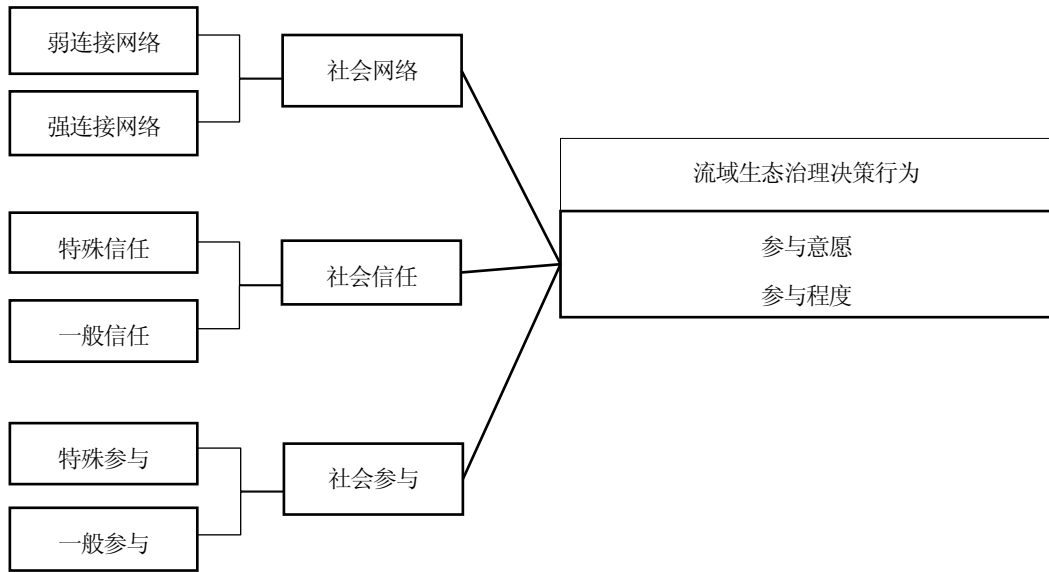 弱连接网络
强连接网络
社会网络
特殊信任
一般信任
社会信任
特殊参与
一般参与
社会参与
流域生态治理决策行为
参与意愿
参与程度